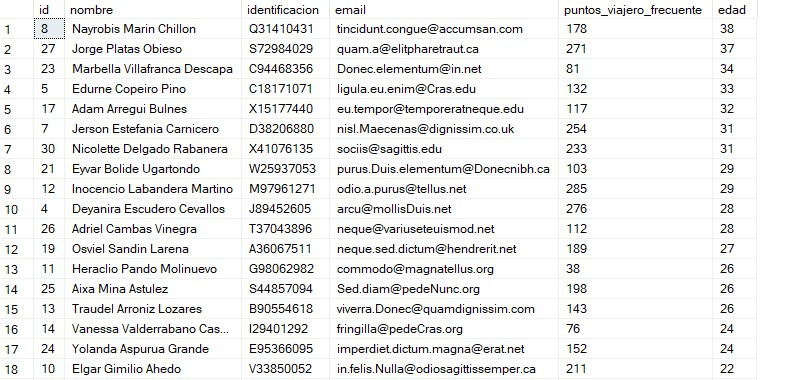 id nombre identificacion email puntos_viajero_frecuente edad
1 8 Nayrobis Marin Chillon Q31410431 tincidunt.congue@accumsan.com 178 38
2 27 Jorge Platas Obieso S72984029 quam.a@elitpharetraut.ca 271 37
3 23 Marbella Villafranca Descapa C94468356 Donec.elementum@in.net 81 34
4 5 Edurne Copeiro Pino C18171071 ligula.eu.enim@Cras.edu 132 33
5 17 Adam Arregui Bulnes X15177440 eu.tempor@temporeratneque.edu 117 32
6 7 Jerson Estefania Carnicero D38206880 nisl.Maecenas@dignissim.co.uk 254 31
7 30 Nicolette Delgado Rabanera X41076135 sociis@sagittis.edu 233 31
8 21 Eyvar Bolide Ugartondo W25937053 purus.Duis.elementum@Donecnibh.ca 103 29
9 12 Inocencio Labandera Martino M97961271 odio.a.purus@tellus.net 285 29
10 4 Deyanira Escudero Cevallos J89452605 arcu@mollisDuis.net 276 28
11 26 Adriel Cambas Vinegra T37043896 neque@variuseteuismod.net 112 28
12 19 Osviel Sandin Larena A36067511 neque.sed.dictum@hendrerit.net 189 27
13 11 Heraclio Pando Molinuevo G98062982 commodo@magnatellus.org 38 26
14 25 Aixa Mina Astulez S44857094 Sed.diam@pedeNunc.org 198 26
15 13 Traudel Arroniz Lozares B90554618 viverra.Donec@quamdignissim.com 143 26
16 14 Vanessa Valderrabano Cas... I29401292 fringilla@pedeCras.org 76 24
17 24 Yolanda Aspurua Grande E95366095 imperdiet.dictum.magna@erat.net 152 24
18 10 Elgar Gimilio Ahedo V33850052 in.felis.Nulla@odiosagittissemper.ca 211 22